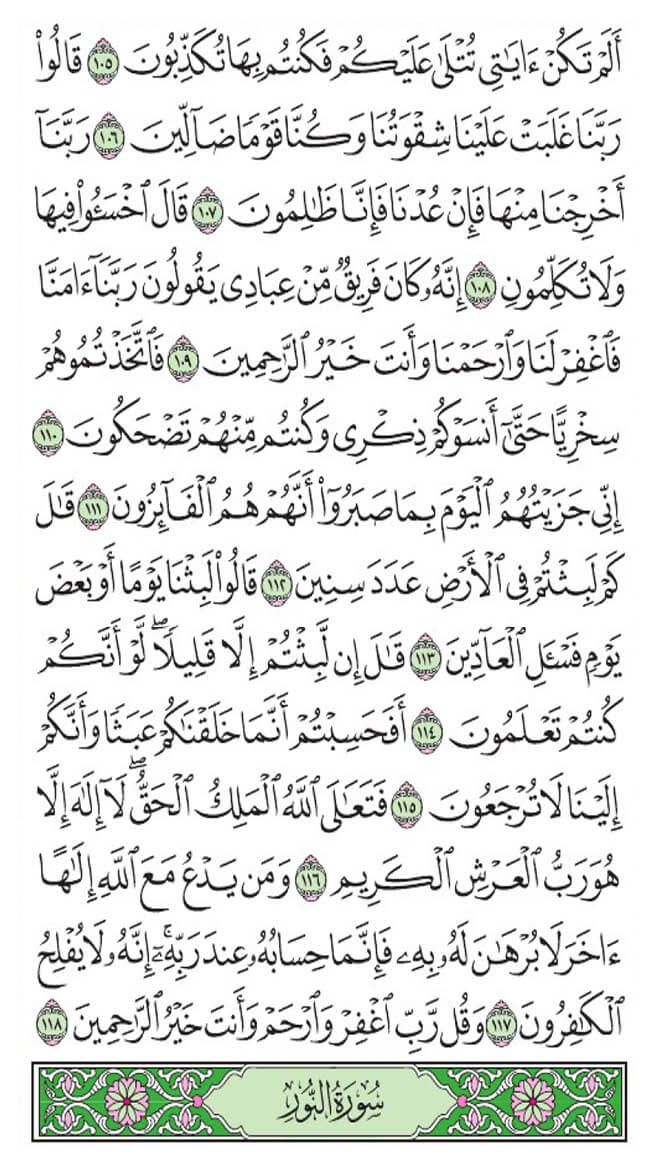 أَلَمْ تَكُنْ ءَايَٰتِى تُتْلَىٰ عَلَيْكُمْ فَكُنتُم بِهَا تُكَذِّبُونَ ١٠٥ قَالُوا۟
رَبَّنَا غَلَبَتْ عَلَيْنَا شِقْوَتُنَا وَكُنَّا قَوْمًا ضَآلِّينَ ١٠٦ رَبَّنَآ
أَخْرِجْنَا مِنْهَا فَإِنْ عُدْنَا فَإِنَّا ظَٰلِمُونَ ١٠٧ قَالَ ٱخْسَـُٔوا۟ فِيهَا
وَلَا تُكَلِّمُونِ ١٠٨ إِنَّهُۥ كَانَ فَرِيقٌ مِّنْ عِبَادِى يَقُولُونَ رَبَّنَآ ءَامَنَّا
فَٱغْفِرْ لَنَا وَٱرْحَمْنَا وَأَنتَ خَيْرُ ٱلرَّٰحِمِينَ ١٠٩ فَٱتَّخَذْتُمُوهُمْ
سِخْرِيًّا حَتَّىٰٓ أَنسَوْكُمْ ذِكْرِى وَكُنتُم مِّنْهُمْ تَضْحَكُونَ ١١٠
إِنِّى جَزَيْتُهُمُ ٱلْيَوْمَ بِمَا صَبَرُوٓا۟ أَنَّهُمْ هُمُ ٱلْفَآئِزُونَ ١١١ قَٰلَ
كَمْ لَبِثْتُمْ فِى ٱلْأَرْضِ عَدَدَ سِنِينَ ١١٢ قَالُوا۟ لَبِثْنَا يَوْمًا أَوْ بَعْضَ
يَوْمٍ فَسْـَٔلِ ٱلْعَآدِّينَ ١١٣ قَٰلَ إِن لَّبِثْتُمْ إِلَّا قَلِيلًا ۖ لَّوْ أَنَّكُمْ
كُنتُمْ تَعْلَمُونَ ١١٤ أَفَحَسِبْتُمْ أَنَّمَا خَلَقْنَٰكُمْ عَبَثًا وَأَنَّكُمْ
إِلَيْنَا لَا تُرْجَعُونَ ١١٥ فَتَعَٰلَى ٱللَّهُ ٱلْمَلِكُ ٱلْحَقُّ ۖ لَآ إِلَٰهَ إِلَّا
هُوَ رَبُّ ٱلْعَرْشِ ٱلْكَرِيمِ ١١٦ وَمَن يَدْعُ مَعَ ٱللَّهِ إِلَٰهًا
ءَاخَرَ لَا بُرْهَٰنَ لَهُۥ بِهِۦ فَإِنَّمَا حِسَابُهُۥ عِندَ رَبِّهِۦٓ ۚ إِنَّهُۥ لَا يُفْلِحُ
ٱلْكَٰفِرُونَ ١١٧ وَقُل رَّبِّ ٱغْفِرْ وَٱرْحَمْ وَأَنتَ خَيْرُ ٱلرَّٰحِمِينَ ١١٨
سُورَةُ النُّورِ